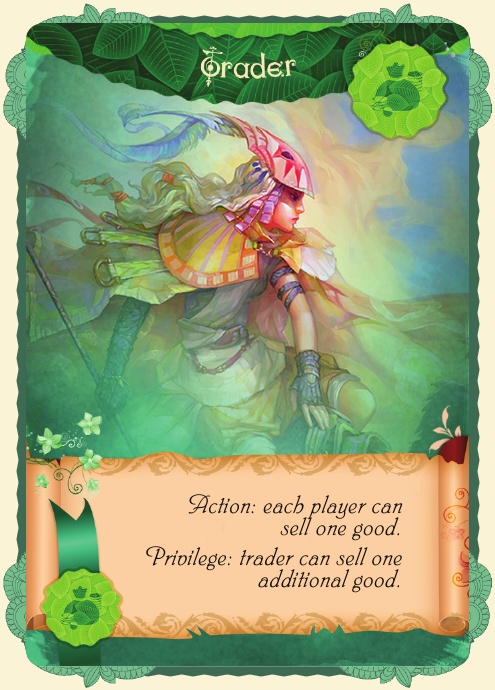 Trader
Action: each player can
sell one good.
Privilege: trader can sell one
additional good.